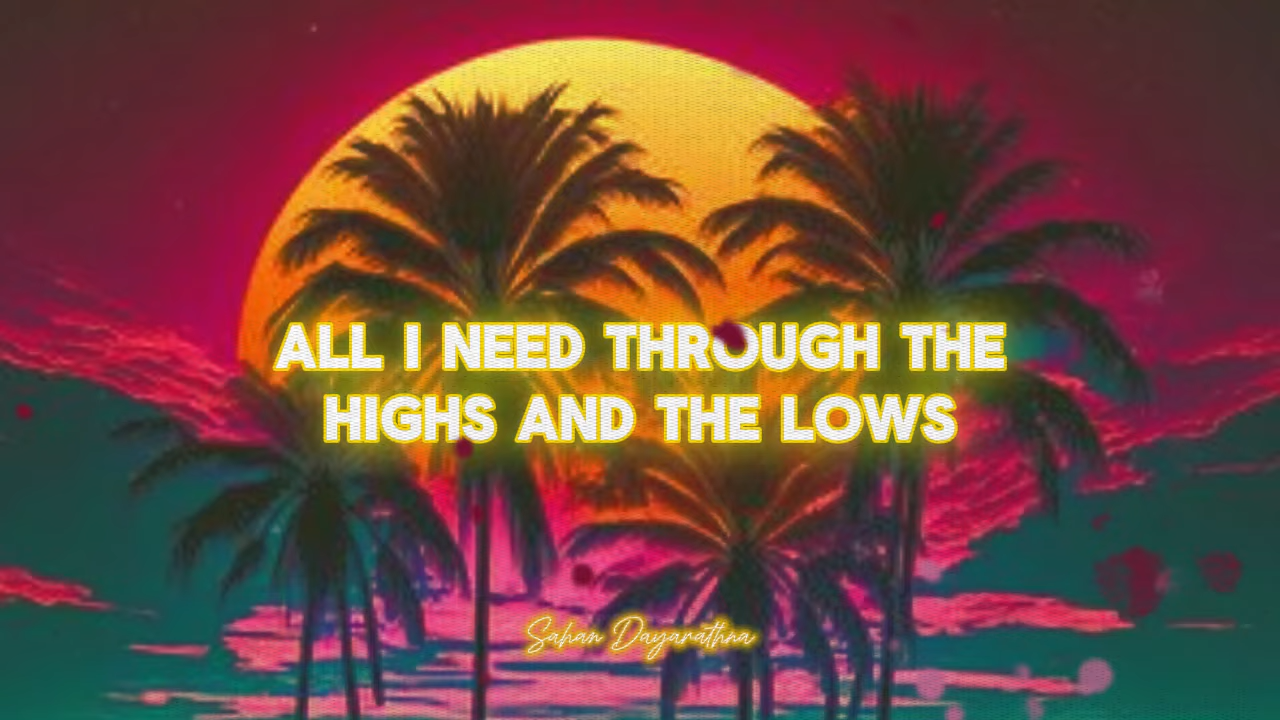 ALL I NEED THROUGH THE
HIGHS AND THE LOWS
Sahan Dayarathna